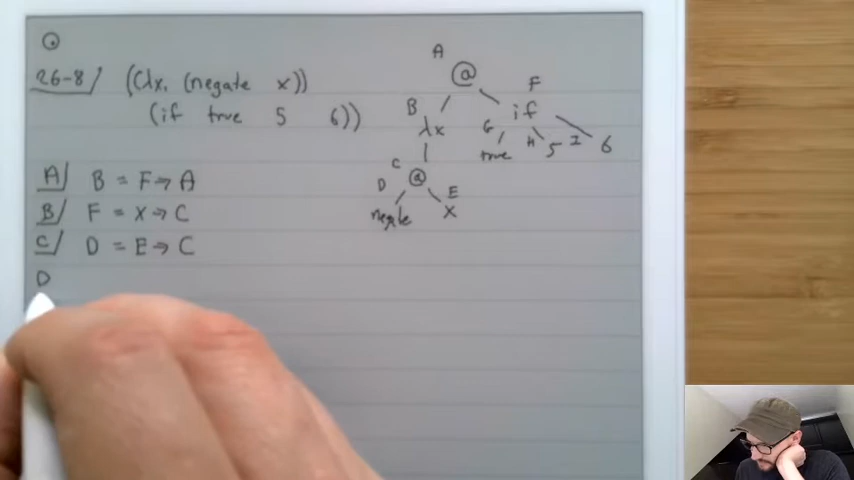 26-8/ (λx. (negate x))
(if true 5 6))
A/ B = F → A
B/ F = X → C
C/ D = E → C
D
A
@
F
B
if
λx
G
H
I
true
5
6
C
@
D
E
negate
x